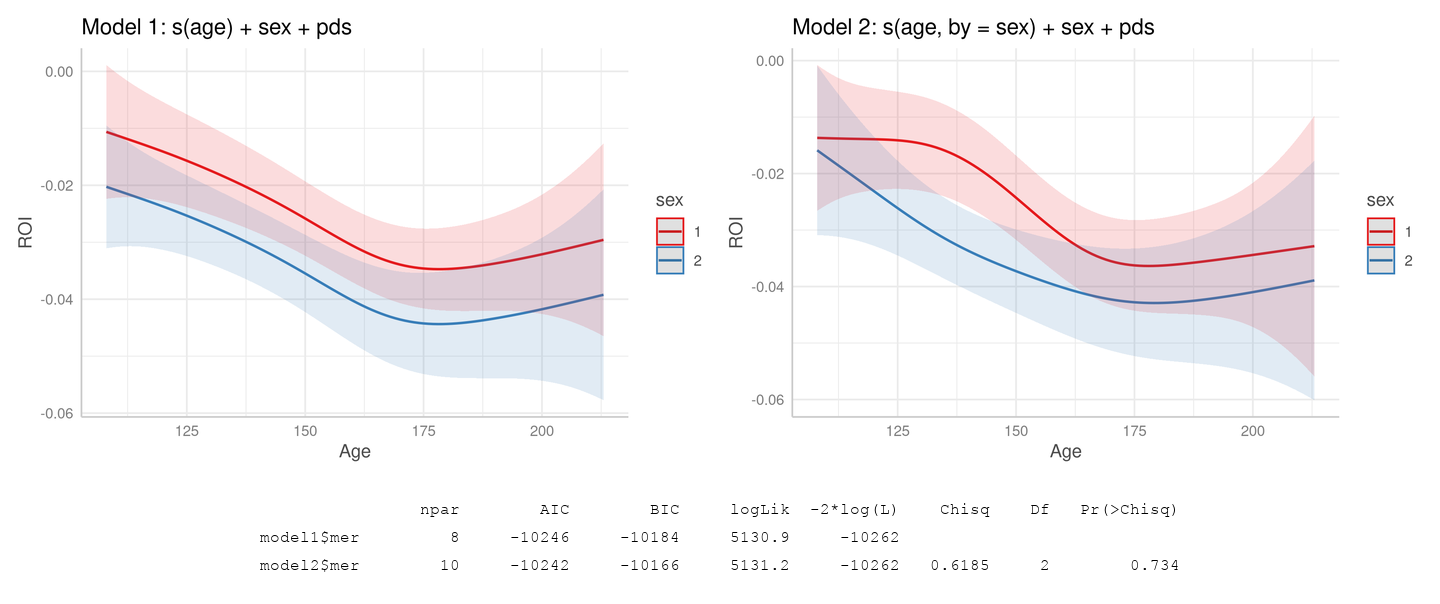 Model 1: s(age) + sex + pds
0.00
-0.02
-0.04
-0.06
ROI
125 150 175 200
Age
sex
1
2
Model 2: s(age, by = sex) + sex + pds
0.00
-0.02
-0.04
-0.06
ROI
125 150 175 200
Age
sex
1
2
npar AIC BIC logLik -2*log(L) Chisq Df Pr(>Chisq)
model1$mer 8 -10246 -10184 5130.9 -10262
model2$mer 10 -10242 -10166 5131.2 -10262 0.6185 2 0.734